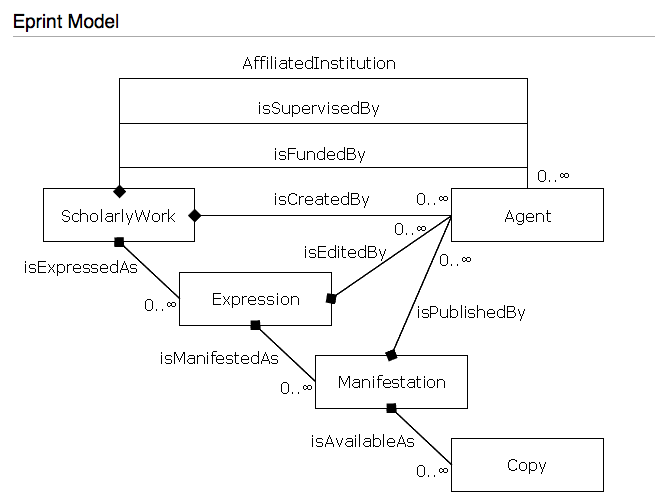 Eprint Model
AffiliatedInstitution
isSupervisedBy
isFundedBy
0..∞
isCreatedBy
0..∞
ScholarlyWork
Agent
0..∞
isEditedBy
0..∞
isExpressedAs
0..∞
Expression
isPublishedBy
isManifestedAs
0..∞
Manifestation
isAvailableAs
0..∞
Copy